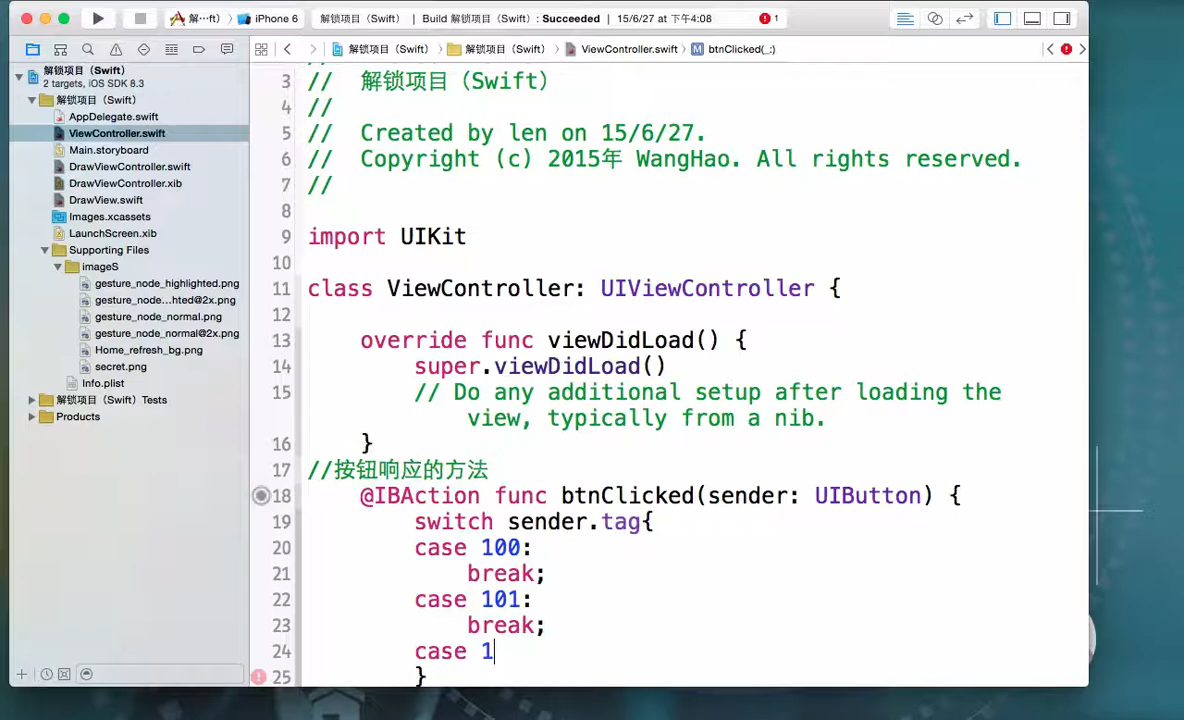 解···ft）
iPhone 6
解锁项目（Swift） Build 解锁项目（Swift）: Succeeded 15/6/27 at 下午4:08
1
解锁项目（Swift）
解锁项目（Swift）
ViewController.swift
M btnClicked(_:)
解锁项目（Swift）
2 targets, iOS SDK 8.3
解锁项目（Swift）
AppDelegate.swift
ViewController.swift
Main.storyboard
DrawViewController.swift
DrawViewController.xib
DrawView.swift
Images.xcassets
LaunchScreen.xib
Supporting Files
imageS
gesture_node_highlighted.png
gesture_node...hted@2x.png
gesture_node_normal.png
gesture_node_normal@2x.png
Home_refresh_bg.png
secret.png
Info.plist
解锁项目（Swift）Tests
Products
3 //  解锁项目（Swift）
4 //
5 //  Created by len on 15/6/27.
6 //  Copyright (c) 2015年 WangHao. All rights reserved.
7 //
8
9 import UIKit
10
11 class ViewController: UIViewController {
12
13     override func viewDidLoad() {
14         super.viewDidLoad()
15         // Do any additional setup after loading the
view, typically from a nib.
16     }
17 //按钮响应的方法
18     @IBAction func btnClicked(sender: UIButton) {
19         switch sender.tag{
20         case 100:
21             break;
22         case 101:
23             break;
24         case 1
25         }